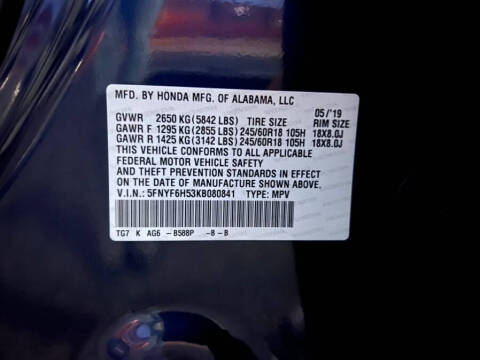 MFD. BY HONDA MFG. OF ALABAMA, LLC
05/'19
GVWR 2650 KG (5842 LBS) TIRE SIZE RIM SIZE
GAWR F 1295 KG (2855 LBS) 245/60R18 105H 18X8.0J
GAWR R 1425 KG (3142 LBS) 245/60R18 105H 18X8.0J
THIS VEHICLE CONFORMS TO ALL APPLICABLE
FEDERAL MOTOR VEHICLE SAFETY
AND THEFT PREVENTION STANDARDS IN EFFECT
ON THE DATE OF MANUFACTURE SHOWN ABOVE.
V.I.N.: 5FNYF6H53KB080841 TYPE: MPV
TG7 K AG6 - B588P -B-B